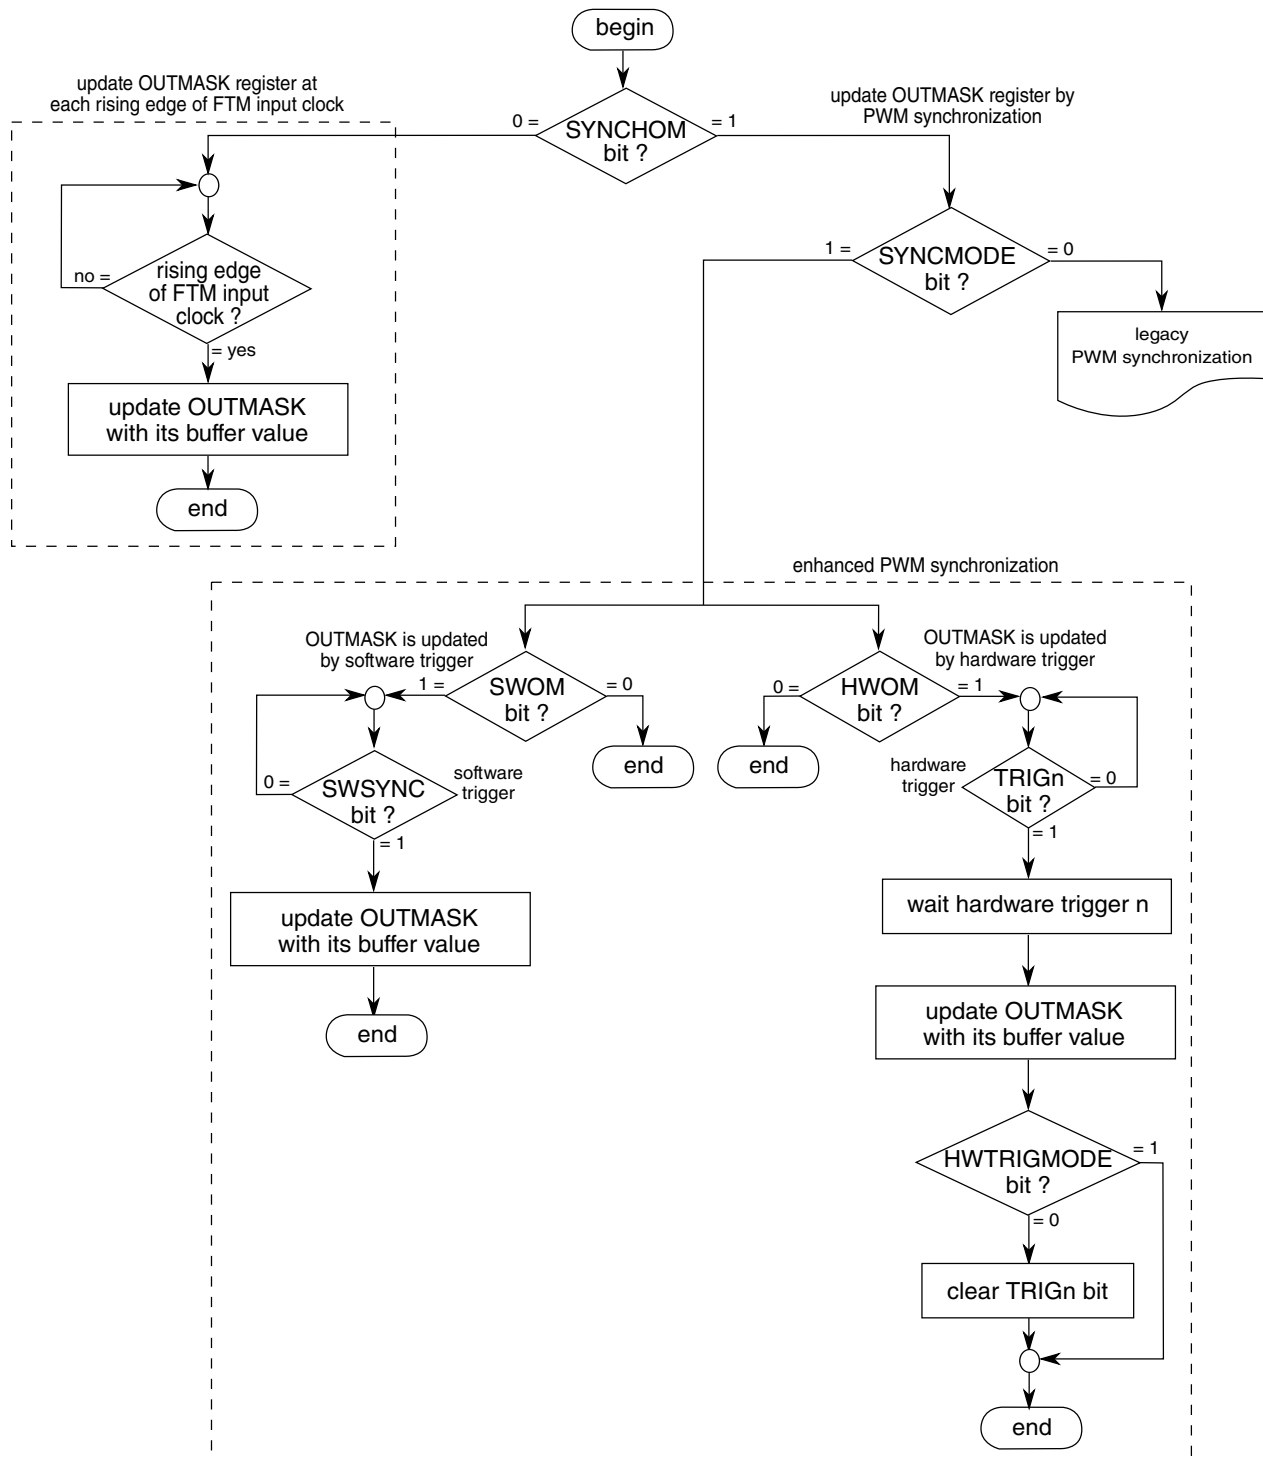 begin
update OUTMASK register at
each rising edge of FTM input clock
update OUTMASK register by
PWM synchronization
0 =
SYNCHOM
bit ?
= 1
1 =
SYNCMODE
bit ?
= 0
rising edge
of FTM input
clock ?
no =
= yes
legacy
PWM synchronization
update OUTMASK
with its buffer value
end
enhanced PWM synchronization
OUTMASK is updated
by software trigger
OUTMASK is updated
by hardware trigger
1 =
SWOM
bit ?
= 0
0 =
HWOM
bit ?
= 1
end
end
0 =
SWSYNC
bit ?
software
trigger
= 1
hardware
trigger
TRIGn
bit ?
= 0
= 1
update OUTMASK
with its buffer value
end
wait hardware trigger n
update OUTMASK
with its buffer value
HWTRIGMODE
bit ?
= 1
= 0
clear TRIGn bit
end